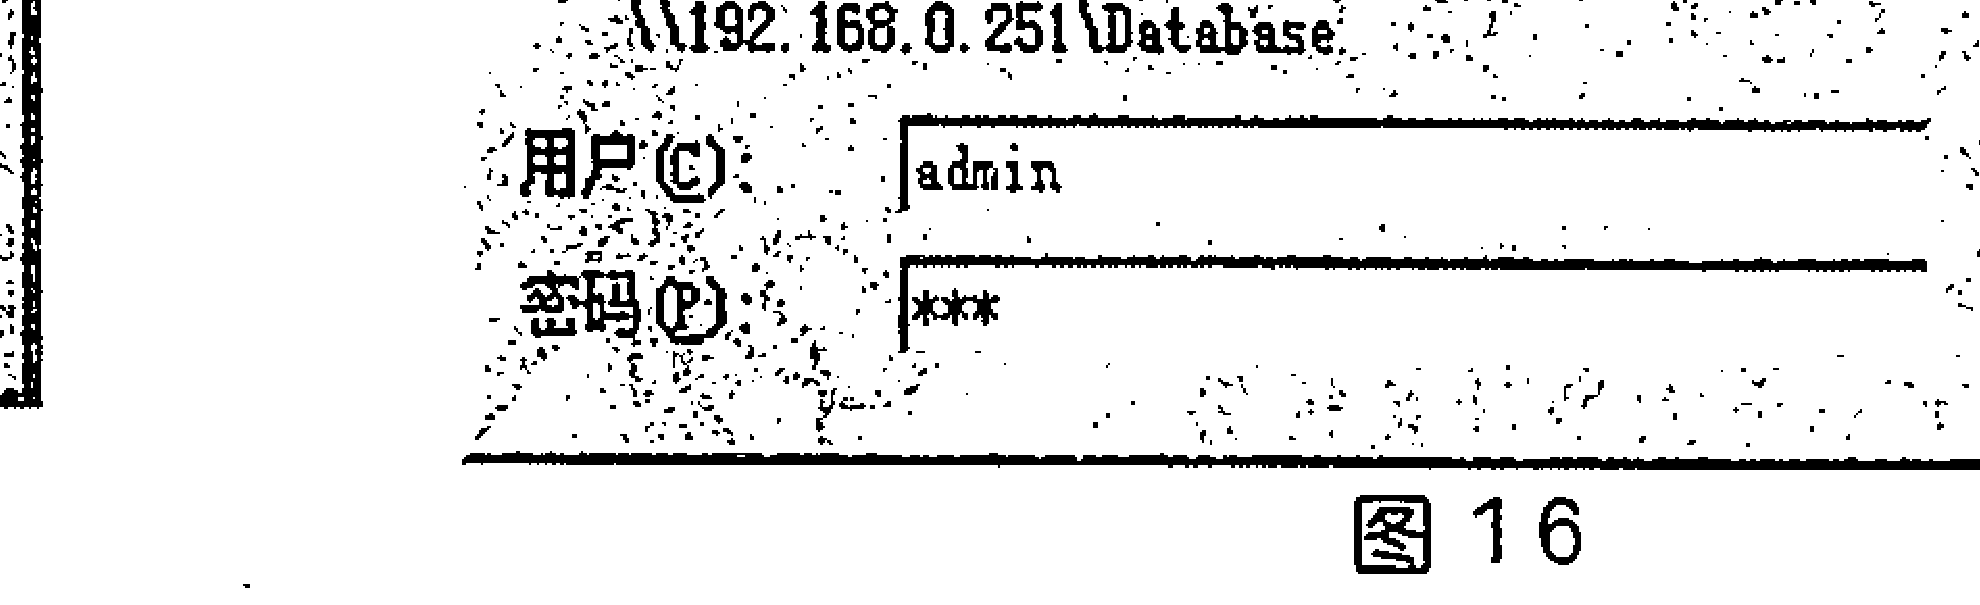 \\192.168.0.251\Database
用户(C): admin
密码(P): ***
图 16